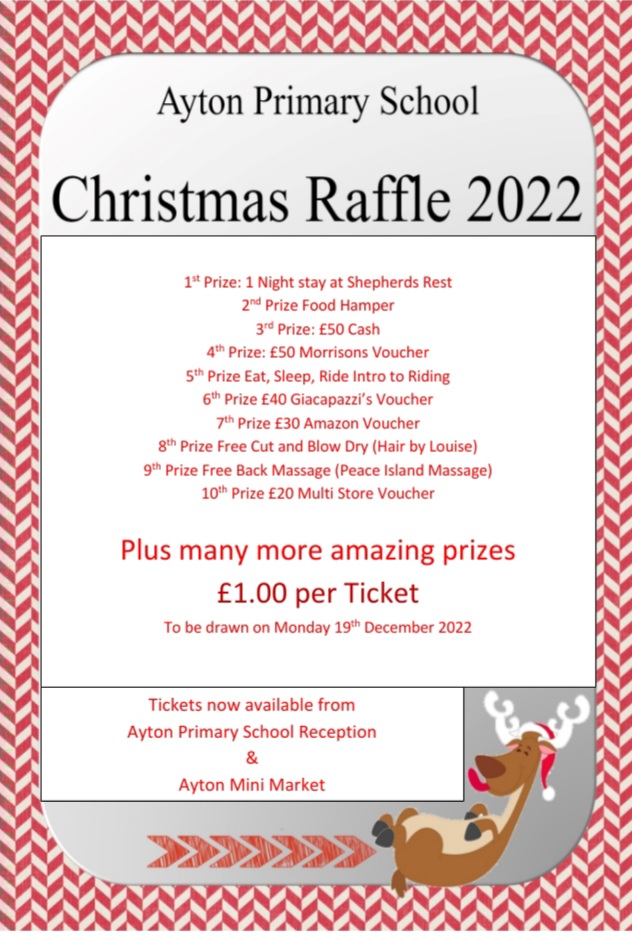 Ayton Primary School
Christmas Raffle 2022
1st Prize: 1 Night stay at Shepherds Rest
2nd Prize Food Hamper
3rd Prize: £50 Cash
4th Prize: £50 Morrisons Voucher
5th Prize Eat, Sleep, Ride Intro to Riding
6th Prize £40 Giacapazzi's Voucher
7th Prize £30 Amazon Voucher
8th Prize Free Cut and Blow Dry (Hair by Louise)
9th Prize Free Back Massage (Peace Island Massage)
10th Prize £20 Multi Store Voucher
Plus many more amazing prizes
£1.00 per Ticket
To be drawn on Monday 19th December 2022
Tickets now available from
Ayton Primary School Reception
&
Ayton Mini Market